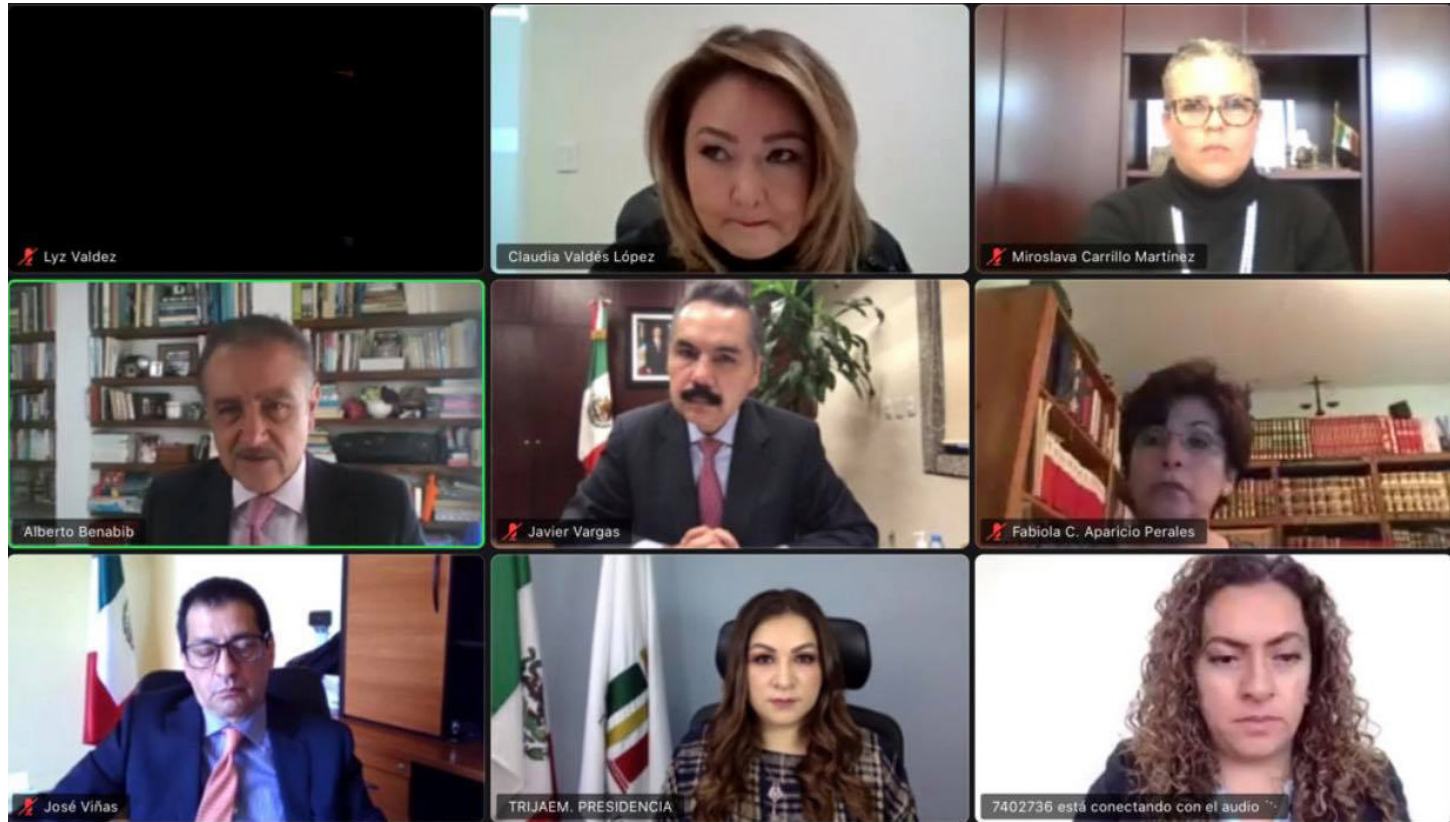 Lyz Valdez
Claudia Valdés López
Miroslava Carrillo Martínez
Alberto Benabib
Javier Vargas
Fabiola C. Aparicio Perales
José Viñas
TRIJAEM. PRESIDENCIA
7402736 está conectando con el audio